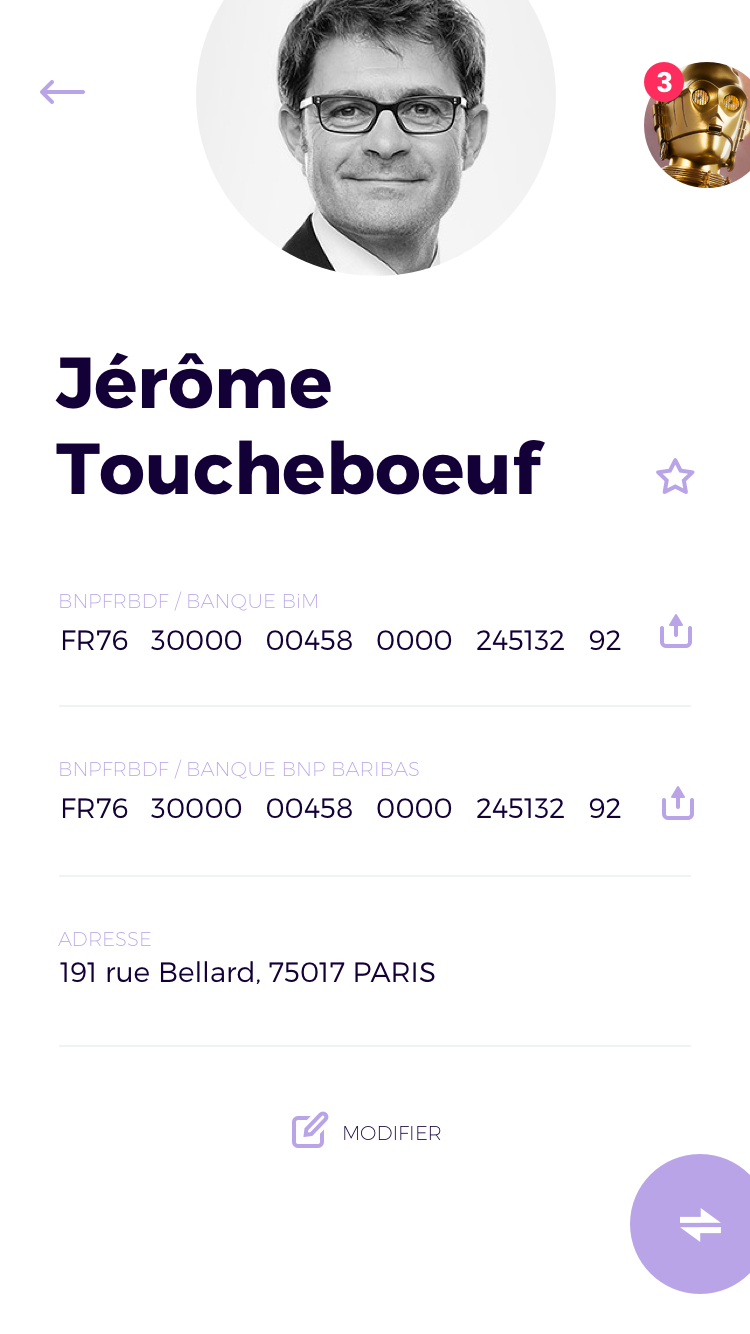 3
Jérôme
Toucheboeuf
BNPFRBDF / BANQUE BiM
FR76 30000 00458 0000 245132 92
BNPFRBDF / BANQUE BNP BARIBAS
FR76 30000 00458 0000 245132 92
ADRESSE
191 rue Bellard, 75017 PARIS
MODIFIER